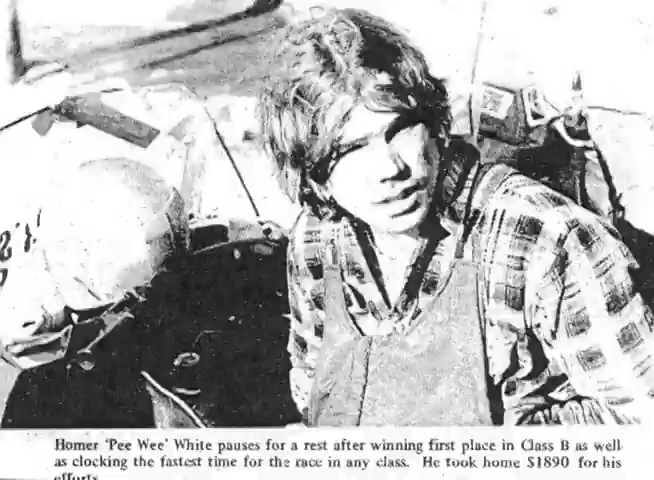 Homer 'Pee Wee' White pauses for a rest after winning first place in Class B as well
as clocking the fastest time for the race in any class. He took home $1890 for his
efforts